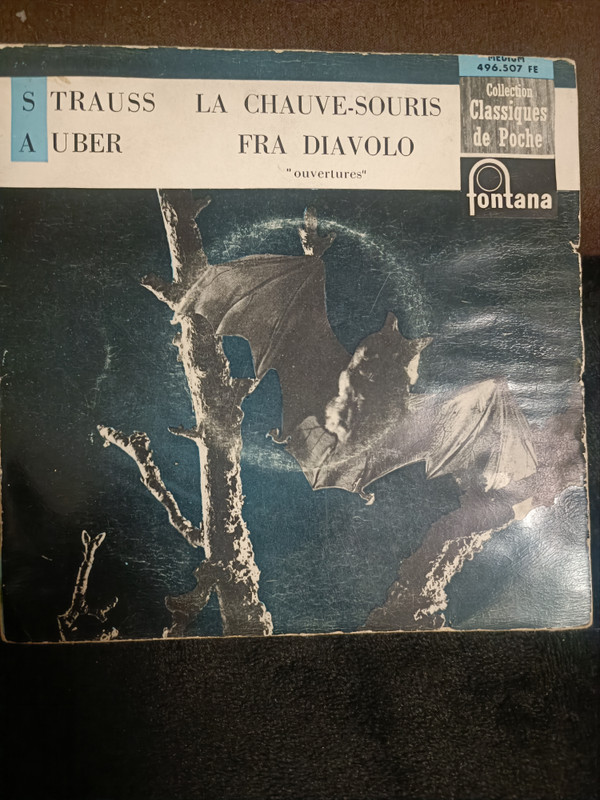 MEDIUM
496.507 FE
STRAUSS LA CHAUVE-SOURIS
AUBER FRA DIAVOLO
"ouvertures"
Collection
Classiques
de Poche
fontana